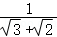 1
√3 + √2